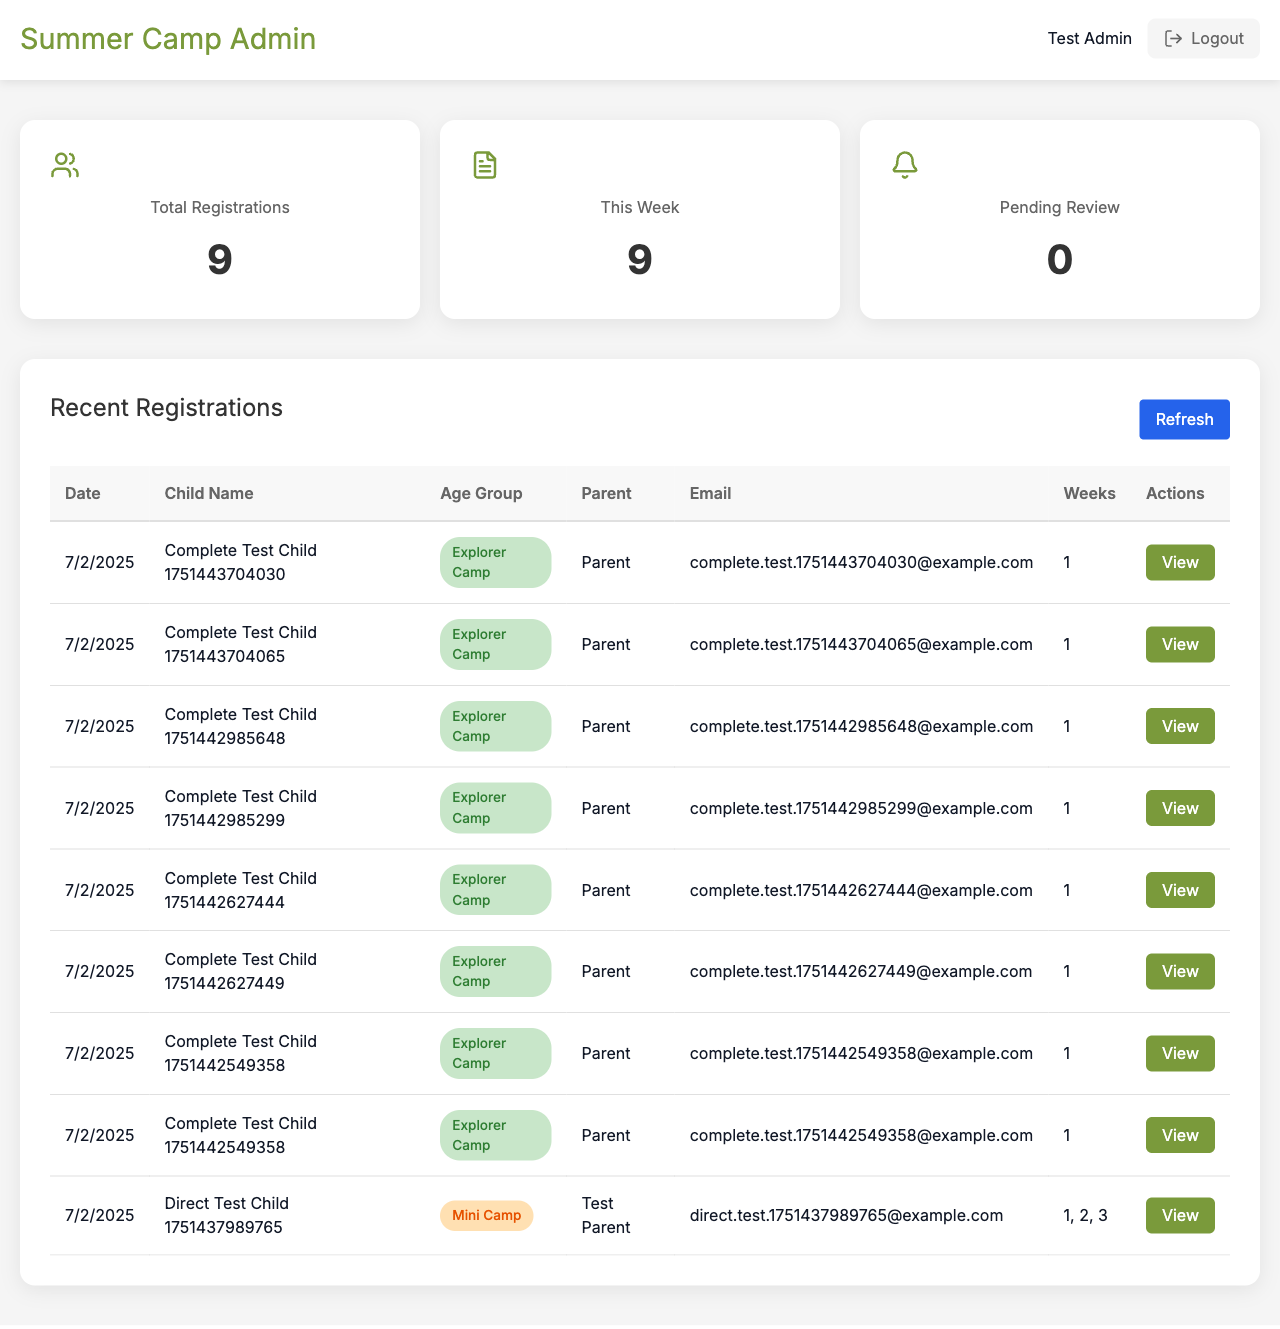 Summer Camp Admin
Test Admin
Logout
Total Registrations
9
This Week
9
Pending Review
0
Recent Registrations
Refresh
Date Child Name Age Group Parent Email Weeks Actions
7/2/2025 Complete Test Child 1751443704030 Explorer Camp Parent complete.test.1751443704030@example.com 1 View
7/2/2025 Complete Test Child 1751443704065 Explorer Camp Parent complete.test.1751443704065@example.com 1 View
7/2/2025 Complete Test Child 1751442985648 Explorer Camp Parent complete.test.1751442985648@example.com 1 View
7/2/2025 Complete Test Child 1751442985299 Explorer Camp Parent complete.test.1751442985299@example.com 1 View
7/2/2025 Complete Test Child 1751442627444 Explorer Camp Parent complete.test.1751442627444@example.com 1 View
7/2/2025 Complete Test Child 1751442627449 Explorer Camp Parent complete.test.1751442627449@example.com 1 View
7/2/2025 Complete Test Child 1751442549358 Explorer Camp Parent complete.test.1751442549358@example.com 1 View
7/2/2025 Complete Test Child 1751442549358 Explorer Camp Parent complete.test.1751442549358@example.com 1 View
7/2/2025 Direct Test Child 1751437989765 Mini Camp Test Parent direct.test.1751437989765@example.com 1, 2, 3 View